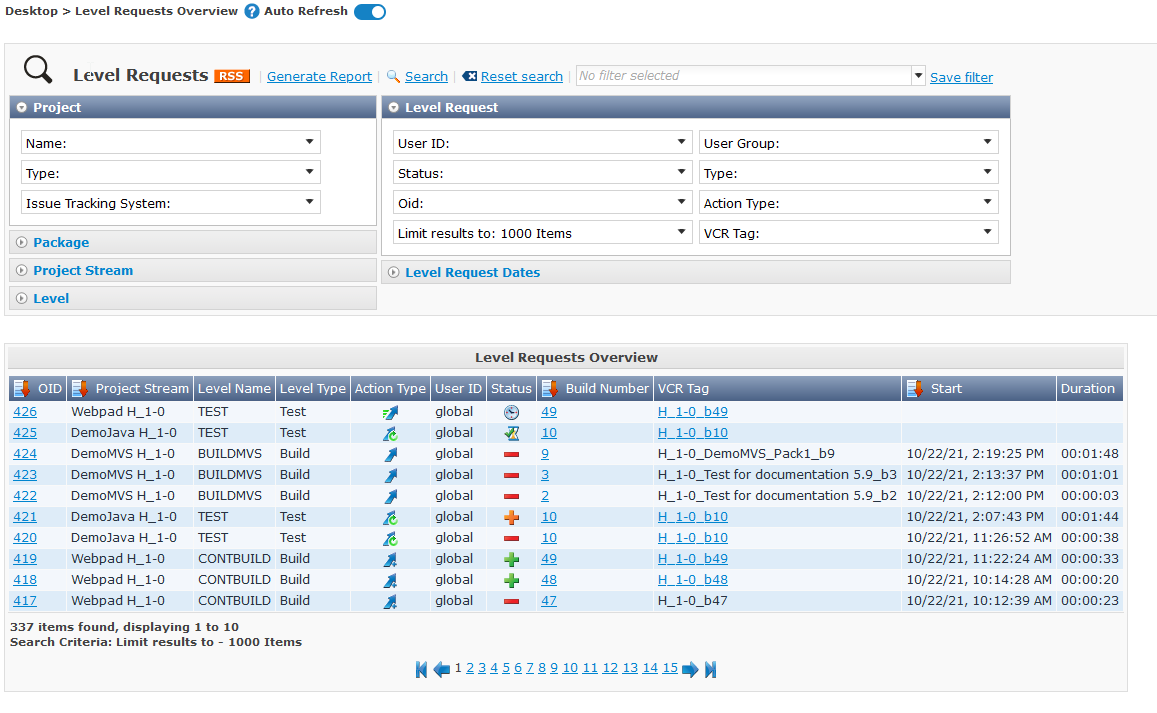 Desktop > Level Requests Overview ? Auto Refresh
Level Requests RSS | Generate Report | Search | Reset search | No filter selected Save filter
Project
Name:
Type:
Issue Tracking System:
Package
Project Stream
Level
Level Request
User ID: User Group:
Status: Type:
Oid: Action Type:
Limit results to: 1000 Items VCR Tag:
Level Request Dates
Level Requests Overview
OID Project Stream Level Name Level Type Action Type User ID Status Build Number VCR Tag Start Duration
426 Webpad H_1-0 TEST Test global 49 H_1-0_b49
425 DemoJava H_1-0 TEST Test global 10 H_1-0_b10
424 DemoMVS H_1-0 BUILDMVS Build global 9 H_1-0_DemoMVS_Pack1_b9 10/22/21, 2:19:25 PM 00:01:48
423 DemoMVS H_1-0 BUILDMVS Build global 3 H_1-0_Test for documentation 5.9_b3 10/22/21, 2:13:37 PM 00:01:01
422 DemoMVS H_1-0 BUILDMVS Build global 2 H_1-0_Test for documentation 5.9_b2 10/22/21, 2:12:00 PM 00:00:03
421 DemoJava H_1-0 TEST Test global 10 H_1-0_b10 10/22/21, 2:07:43 PM 00:01:44
420 DemoJava H_1-0 TEST Test global 10 H_1-0_b10 10/22/21, 11:26:52 AM 00:00:38
419 Webpad H_1-0 CONTBUILD Build global 49 H_1-0_b49 10/22/21, 11:22:24 AM 00:00:33
418 Webpad H_1-0 CONTBUILD Build global 48 H_1-0_b48 10/22/21, 10:14:28 AM 00:00:20
417 Webpad H_1-0 CONTBUILD Build global 47 H_1-0_b47 10/22/21, 10:12:39 AM 00:00:23
337 items found, displaying 1 to 10
Search Criteria: Limit results to - 1000 Items
1 2 3 4 5 6 7 8 9 10 11 12 13 14 15